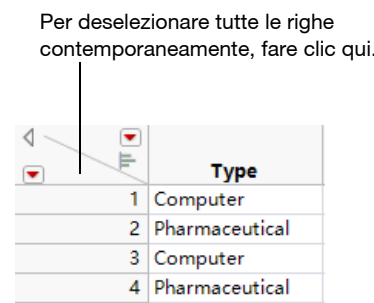 Per deselezionare tutte le righe
contemporaneamente, fare clic qui.
Type
1 Computer
2 Pharmaceutical
3 Computer
4 Pharmaceutical